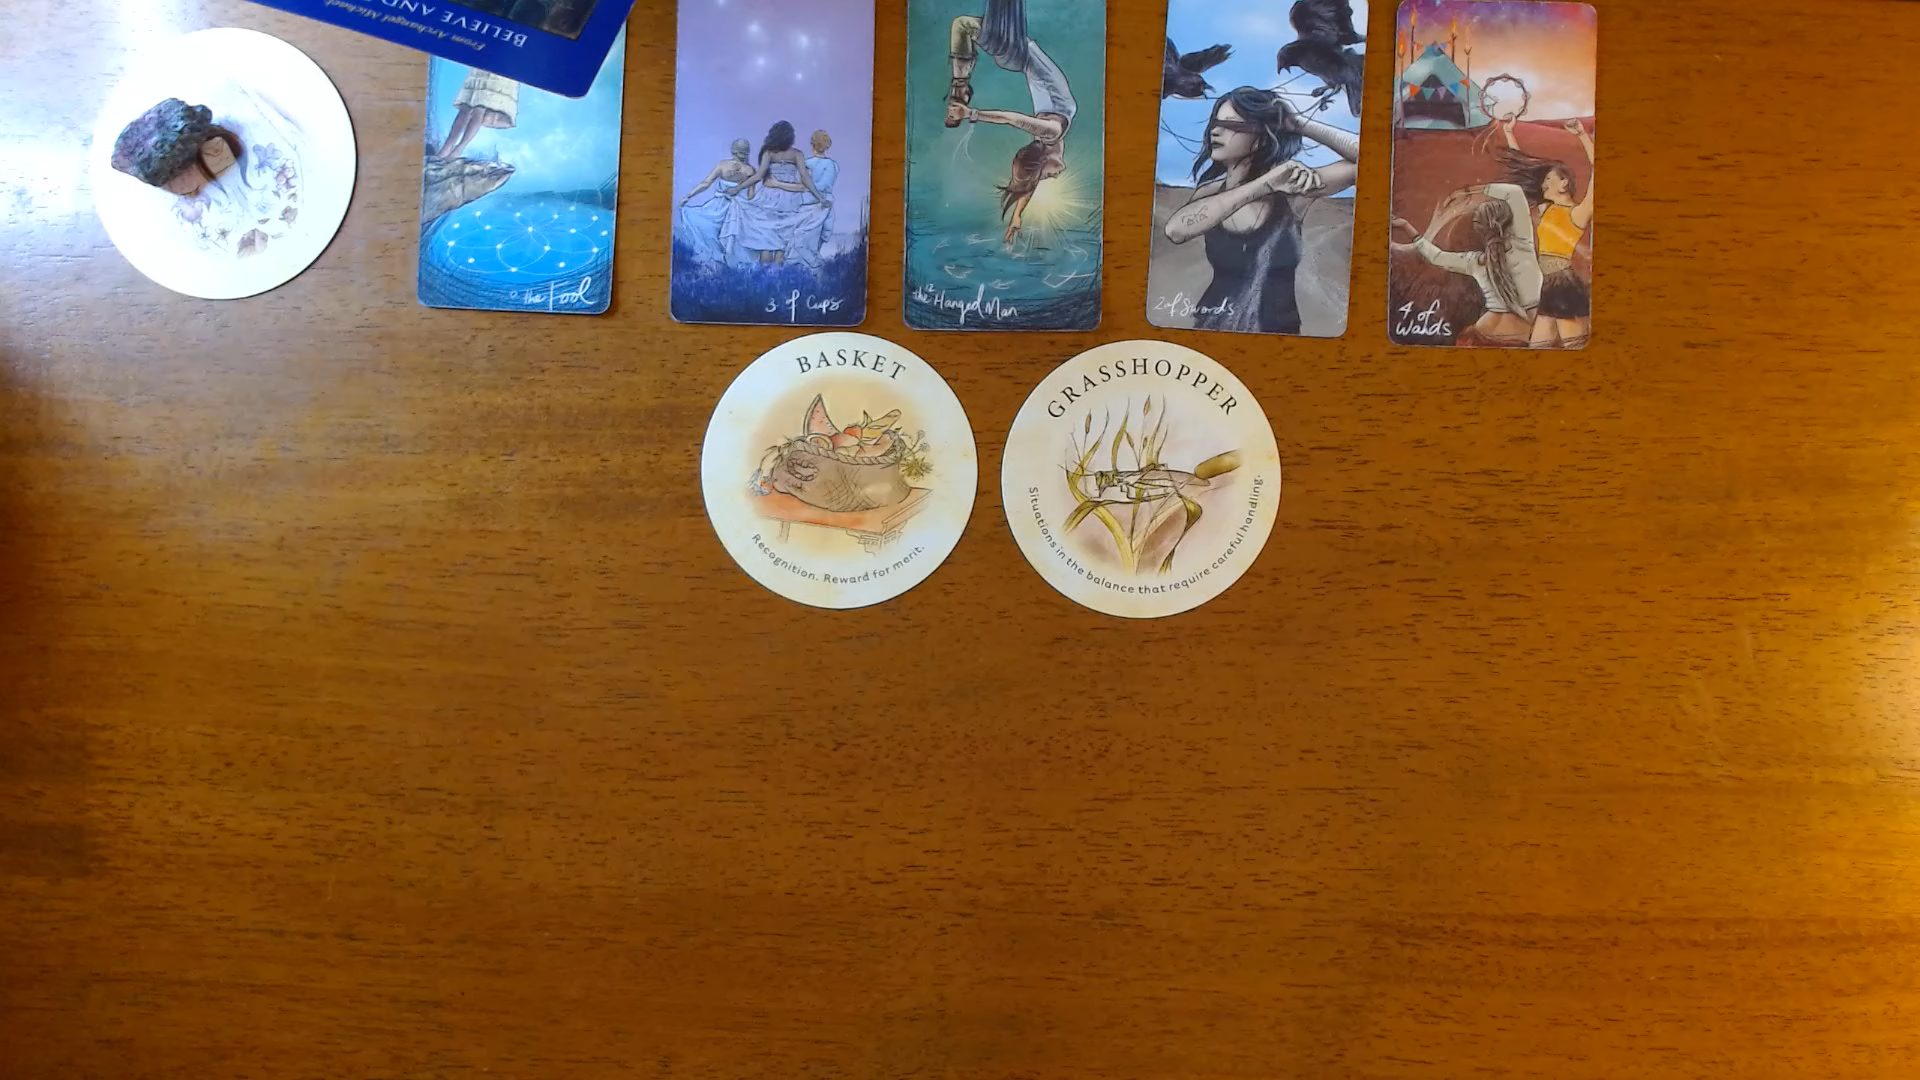 From Archangel Michael
BELIEVE AND
0 the Fool
3 of Cups
the 12 Hanged Man
2 of Swords
4 of
Wands
BASKET
Recognition. Reward for merit.
GRASSHOPPER
Situations in the balance that require careful handling.